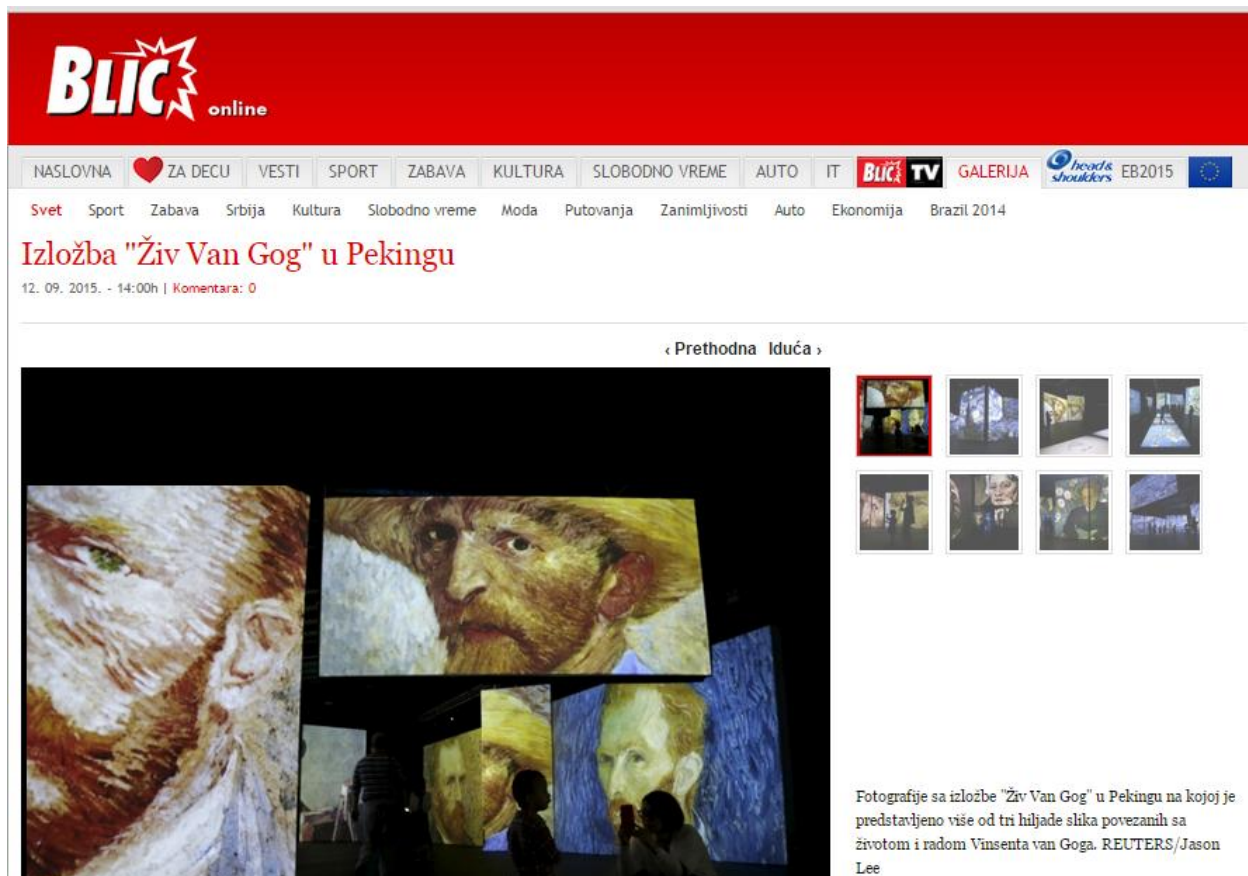 BLIC online
NASLOVNA ZA DECU VESTI SPORT ZABAVA KULTURA SLOBODNO VREME AUTO IT BLIC TV GALERIJA head& shoulders EB2015
Svet Sport Zabava Srbija Kultura Slobodno vreme Moda Putovanja Zanimljivosti Auto Ekonomija Brazil 2014
Izložba "Živ Van Gog" u Pekingu
12. 09. 2015. - 14:00h | Komentara: 0
‹ Prethodna Iduća ›
Fotografije sa izložbe "Živ Van Gog" u Pekingu na kojoj je
predstavljeno više od tri hiljade slika povezanih sa
životom i radom Vinsenta van Goga. REUTERS/Jason
Lee